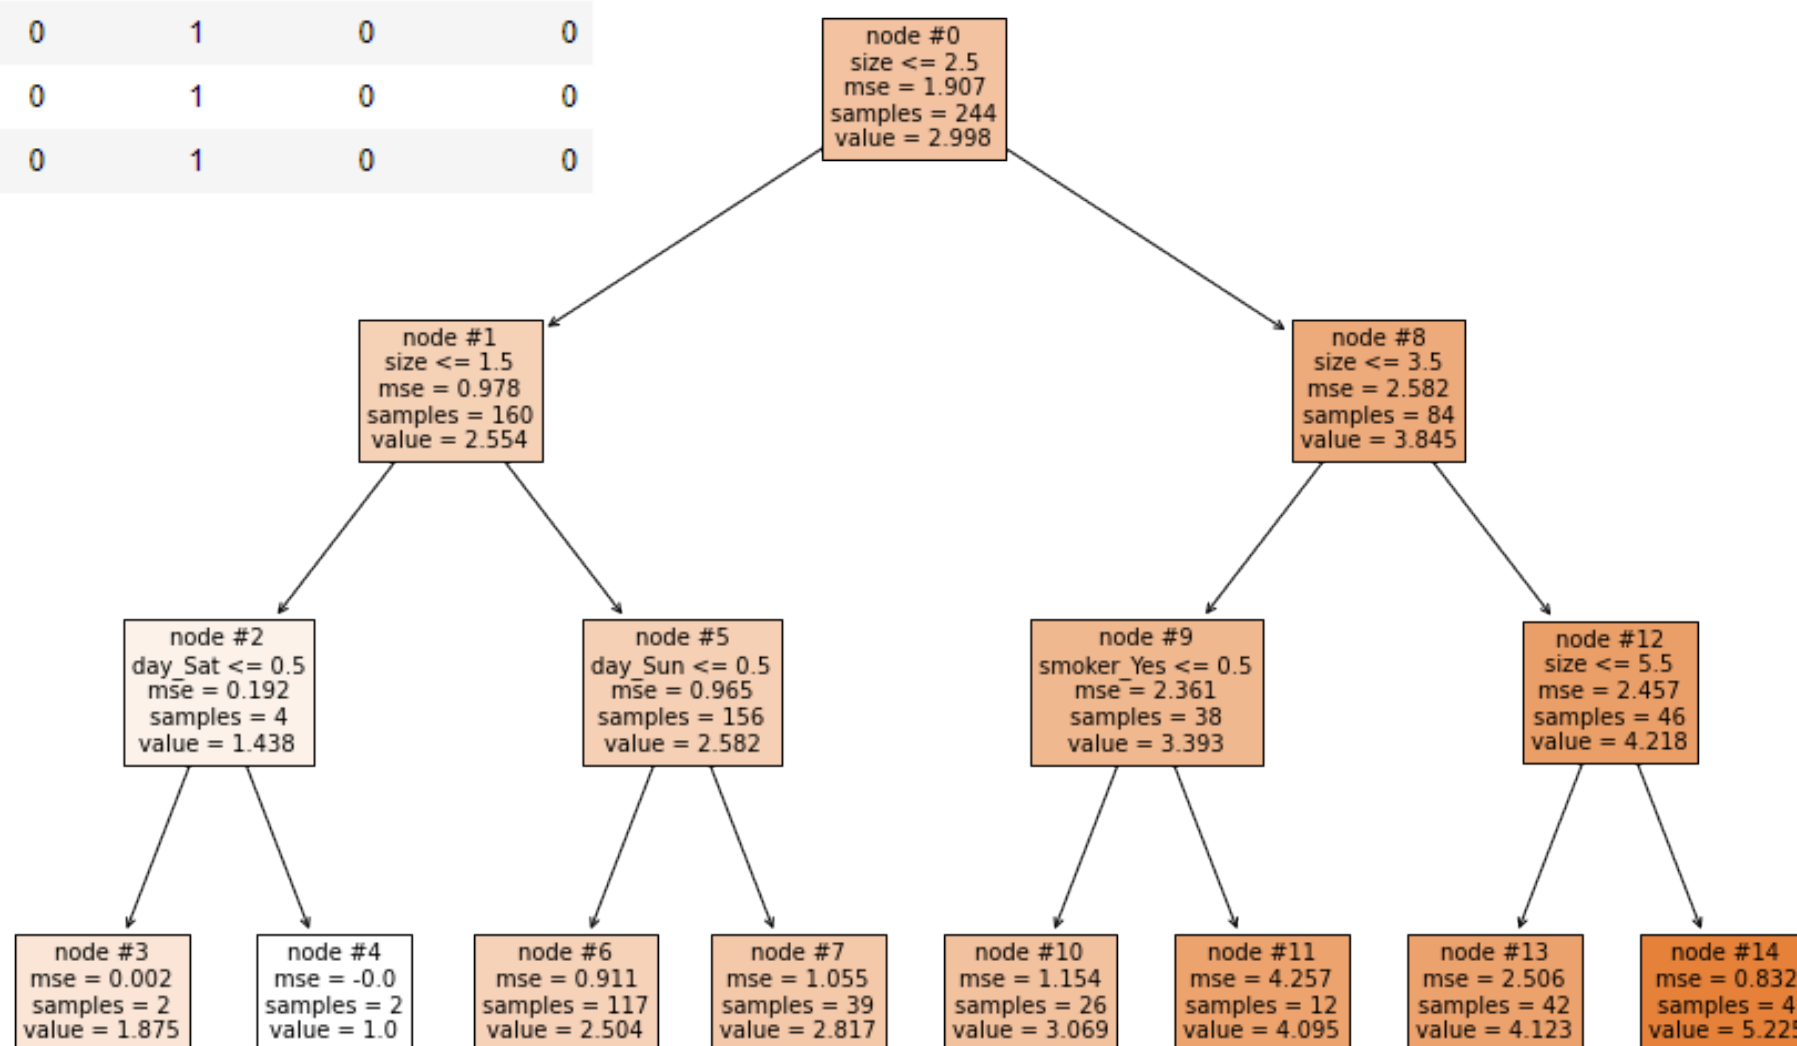 0 1 0 0
0 1 0 0
0 1 0 0
node #0
size <= 2.5
mse = 1.907
samples = 244
value = 2.998
node #1
size <= 1.5
mse = 0.978
samples = 160
value = 2.554
node #8
size <= 3.5
mse = 2.582
samples = 84
value = 3.845
node #2
day_Sat <= 0.5
mse = 0.192
samples = 4
value = 1.438
node #5
day_Sun <= 0.5
mse = 0.965
samples = 156
value = 2.582
node #9
smoker_Yes <= 0.5
mse = 2.361
samples = 38
value = 3.393
node #12
size <= 5.5
mse = 2.457
samples = 46
value = 4.218
node #3
mse = 0.002
samples = 2
value = 1.875
node #4
mse = -0.0
samples = 2
value = 1.0
node #6
mse = 0.911
samples = 117
value = 2.504
node #7
mse = 1.055
samples = 39
value = 2.817
node #10
mse = 1.154
samples = 26
value = 3.069
node #11
mse = 4.257
samples = 12
value = 4.095
node #13
mse = 2.506
samples = 42
value = 4.123
node #14
mse = 0.832
samples = 4
value = 5.225